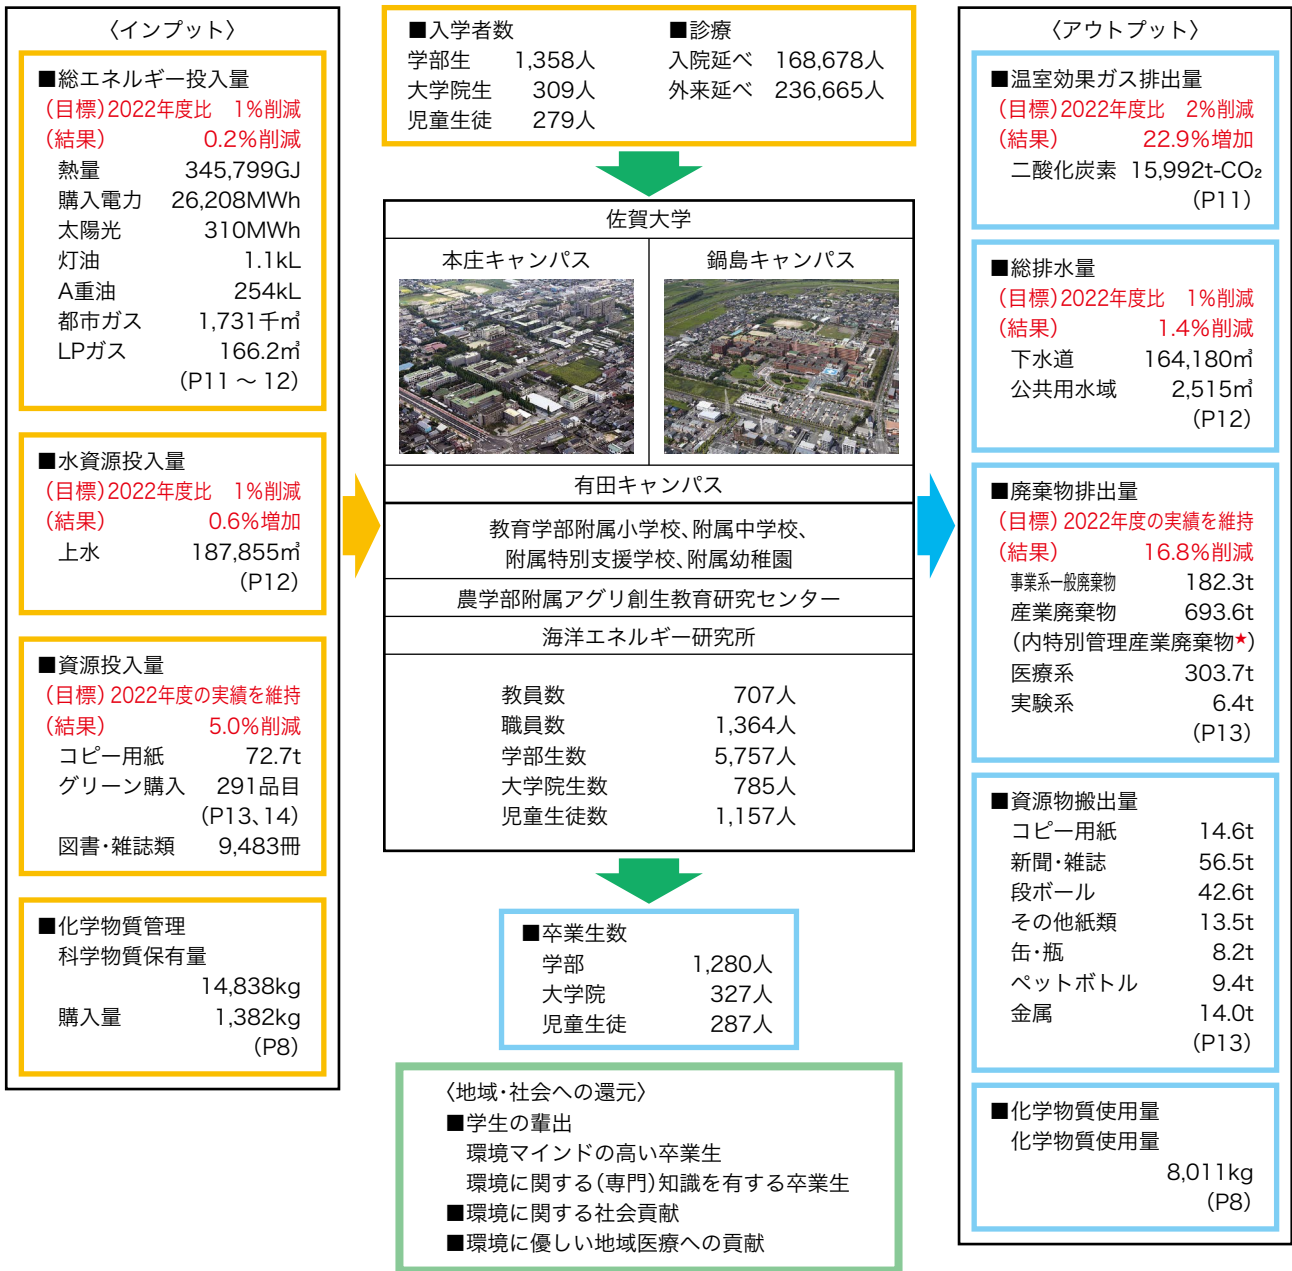 〈インプット〉
■総エネルギー投入量
（目標）2022年度比　1％削減
（結果）　0.2％削減
熱量　345,799GJ
購入電力　26,208MWh
太陽光　310MWh
灯油　1.1kL
A重油　254kL
都市ガス　1,731千㎥
LPガス　166.2㎥
（P11 ～ 12）
■水資源投入量
（目標）2022年度比　1％削減
（結果）　0.6％増加
上水　187,855㎥
（P12）
■資源投入量
（目標）2022年度の実績を維持
（結果）　5.0％削減
コピー用紙　72.7t
グリーン購入　291品目
（P13、14）
図書・雑誌類　9,483冊
■化学物質管理
科学物質保有量
14,838kg
購入量　1,382kg
（P8）
■入学者数
学部生　1,358人
大学院生　309人
児童生徒　279人
■診療
入院延べ　168,678人
外来延べ　236,665人
佐賀大学
本庄キャンパス
鍋島キャンパス
有田キャンパス
教育学部附属小学校、附属中学校、
附属特別支援学校、附属幼稚園
農学部附属アグリ創生教育研究センター
海洋エネルギー研究所
教員数　707人
職員数　1,364人
学部生数　5,757人
大学院生数　785人
児童生徒数　1,157人
■卒業生数
学部　1,280人
大学院　327人
児童生徒　287人
〈地域・社会への還元〉
■学生の輩出
環境マインドの高い卒業生
環境に関する（専門）知識を有する卒業生
■環境に関する社会貢献
■環境に優しい地域医療への貢献
〈アウトプット〉
■温室効果ガス排出量
（目標）2022年度比　2％削減
（結果）　22.9％増加
二酸化炭素　15,992t-CO₂
（P11）
■総排水量
（目標）2022年度比　1％削減
（結果）　1.4％削減
下水道　164,180㎥
公共用水域　2,515㎥
（P12）
■廃棄物排出量
（目標）2022年度の実績を維持
（結果）　16.8％削減
事業系一般廃棄物　182.3t
産業廃棄物　693.6t
（内特別管理産業廃棄物★）
医療系　303.7t
実験系　6.4t
（P13）
■資源物搬出量
コピー用紙　14.6t
新聞・雑誌　56.5t
段ボール　42.6t
その他紙類　13.5t
缶・瓶　8.2t
ペットボトル　9.4t
金属　14.0t
（P13）
■化学物質使用量
化学物質使用量
8,011kg
（P8）